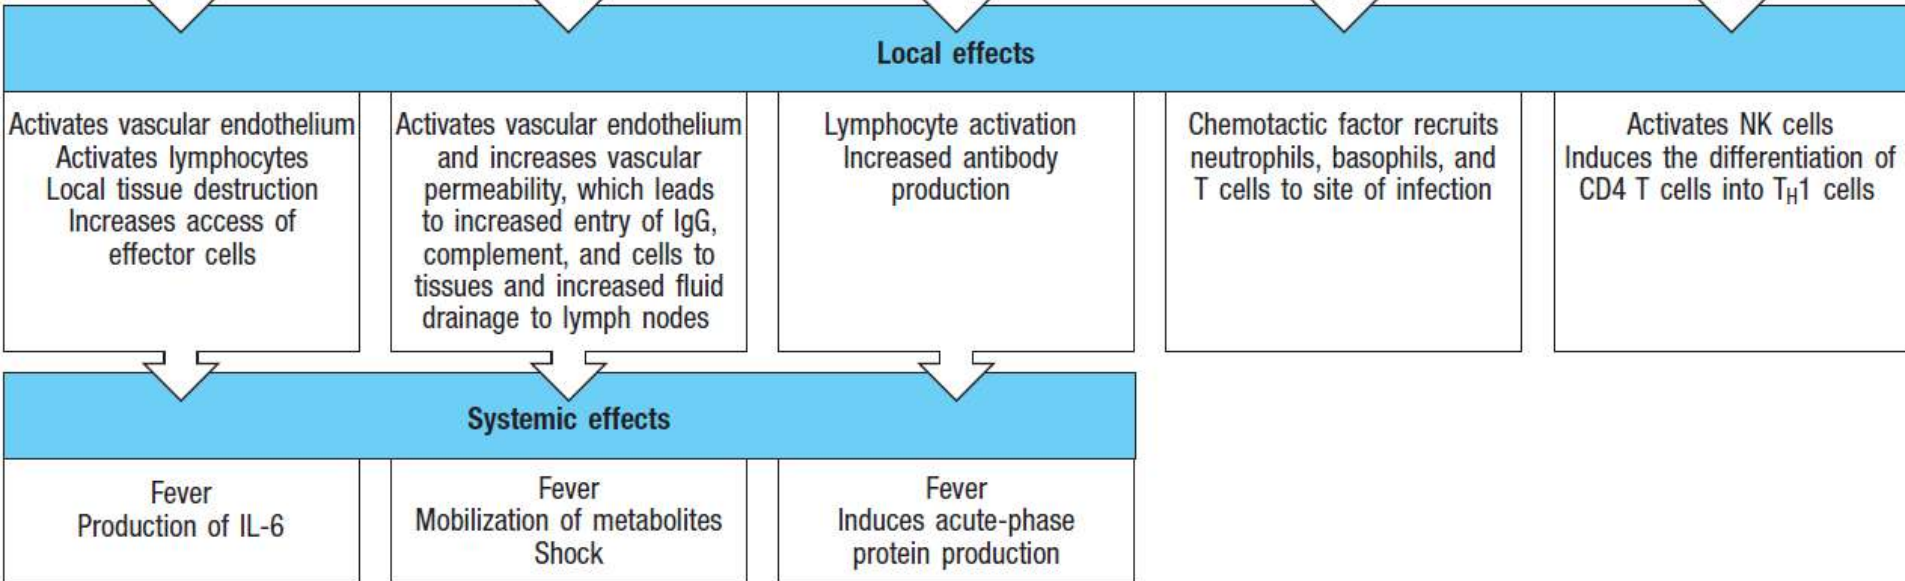 Local effects
Activates vascular endothelium
Activates lymphocytes
Local tissue destruction
Increases access of
effector cells
Activates vascular endothelium
and increases vascular
permeability, which leads
to increased entry of IgG,
complement, and cells to
tissues and increased fluid
drainage to lymph nodes
Lymphocyte activation
Increased antibody
production
Chemotactic factor recruits
neutrophils, basophils, and
T cells to site of infection
Activates NK cells
Induces the differentiation of
CD4 T cells into TH1 cells
Systemic effects
Fever
Production of IL-6
Fever
Mobilization of metabolites
Shock
Fever
Induces acute-phase
protein production